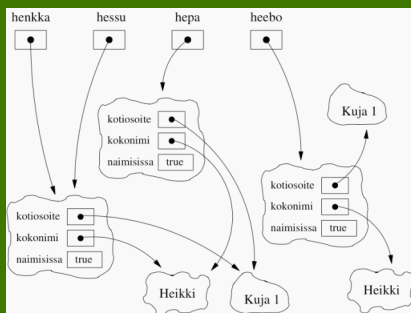 henkka hessu hepa heebo
Kuja 1
kotiosoite
kokonimi
naimisissa true
kotiosoite
kokonimi
naimisissa true
kotiosoite
kokonimi
naimisissa true
Heikki
Kuja 1
Heikki